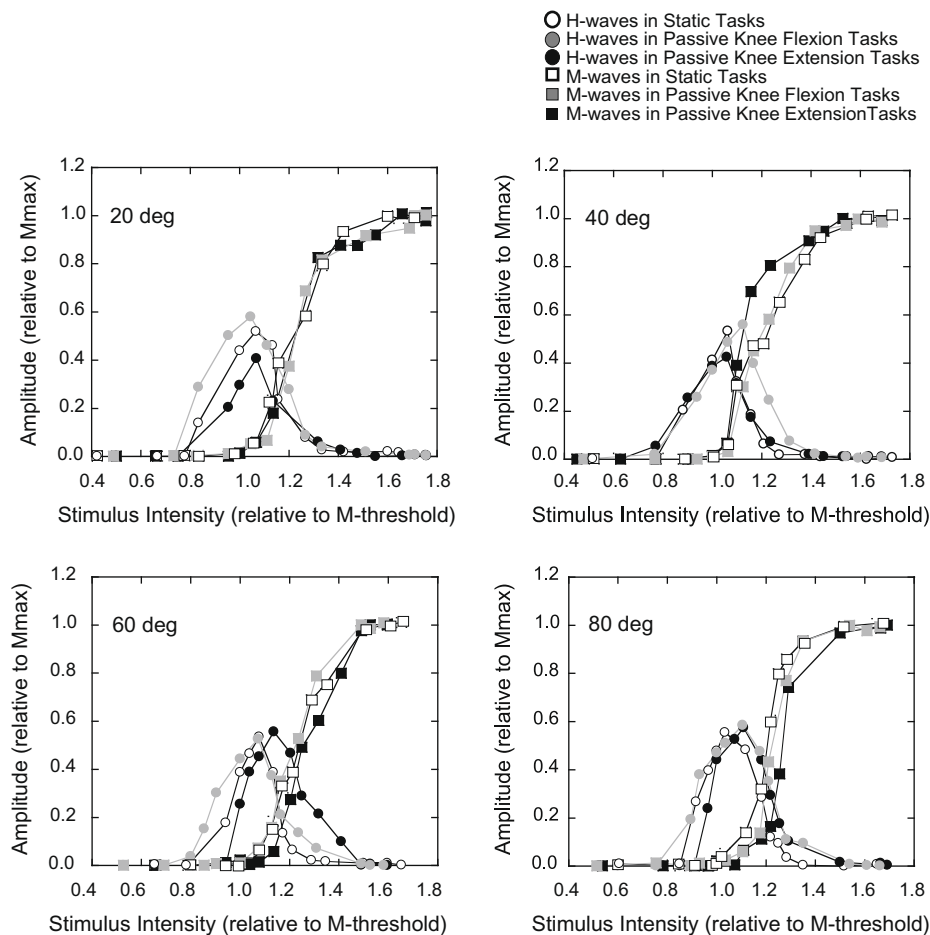 H-waves in Static Tasks
H-waves in Passive Knee Flexion Tasks
H-waves in Passive Knee Extension Tasks
M-waves in Static Tasks
M-waves in Passive Knee Flexion Tasks
M-waves in Passive Knee ExtensionTasks
Amplitude (relative to Mmax)
1.2
1.0
0.8
0.6
0.4
0.2
0.0
20 deg
0.4 0.6 0.8 1.0 1.2 1.4 1.6 1.8
Stimulus Intensity (relative to M-threshold)
Amplitude (relative to Mmax)
1.2
1.0
0.8
0.6
0.4
0.2
0.0
40 deg
0.4 0.6 0.8 1.0 1.2 1.4 1.6 1.8
Stimulus Intensity (relative to M-threshold)
Amplitude (relative to Mmax)
1.2
1.0
0.8
0.6
0.4
0.2
0.0
60 deg
0.4 0.6 0.8 1.0 1.2 1.4 1.6 1.8
Stimulus Intensity (relative to M-threshold)
Amplitude (relative to Mmax)
1.2
1.0
0.8
0.6
0.4
0.2
0.0
80 deg
0.4 0.6 0.8 1.0 1.2 1.4 1.6 1.8
Stimulus Intensity (relative to M-threshold)